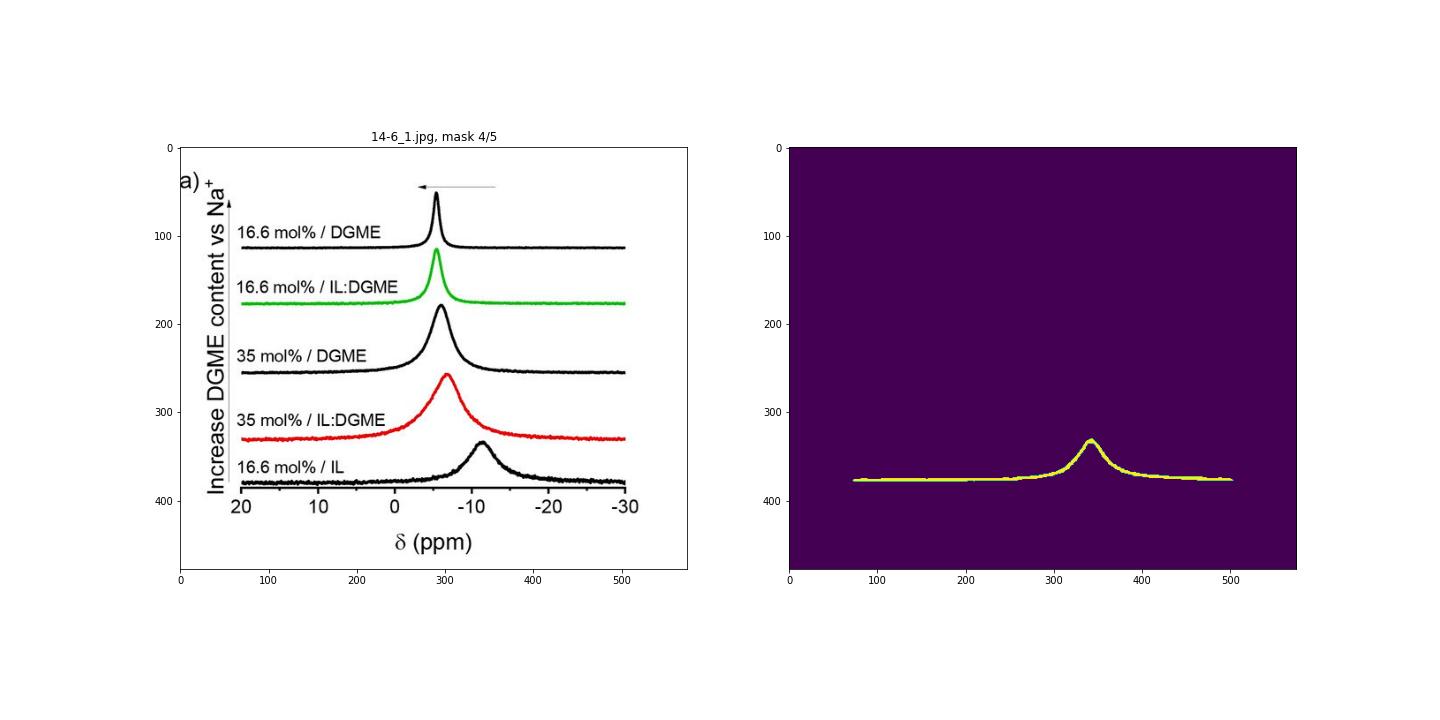 14-6_1.jpg, mask 4/5
a)
Increase DGME content vs Na+
16.6 mol% / DGME
16.6 mol% / IL:DGME
35 mol% / DGME
35 mol% / IL:DGME
16.6 mol% / IL
20 10 0 -10 -20 -30
δ (ppm)
0
100
200
300
400
0 100 200 300 400 500
0
100
200
300
400
0 100 200 300 400 500